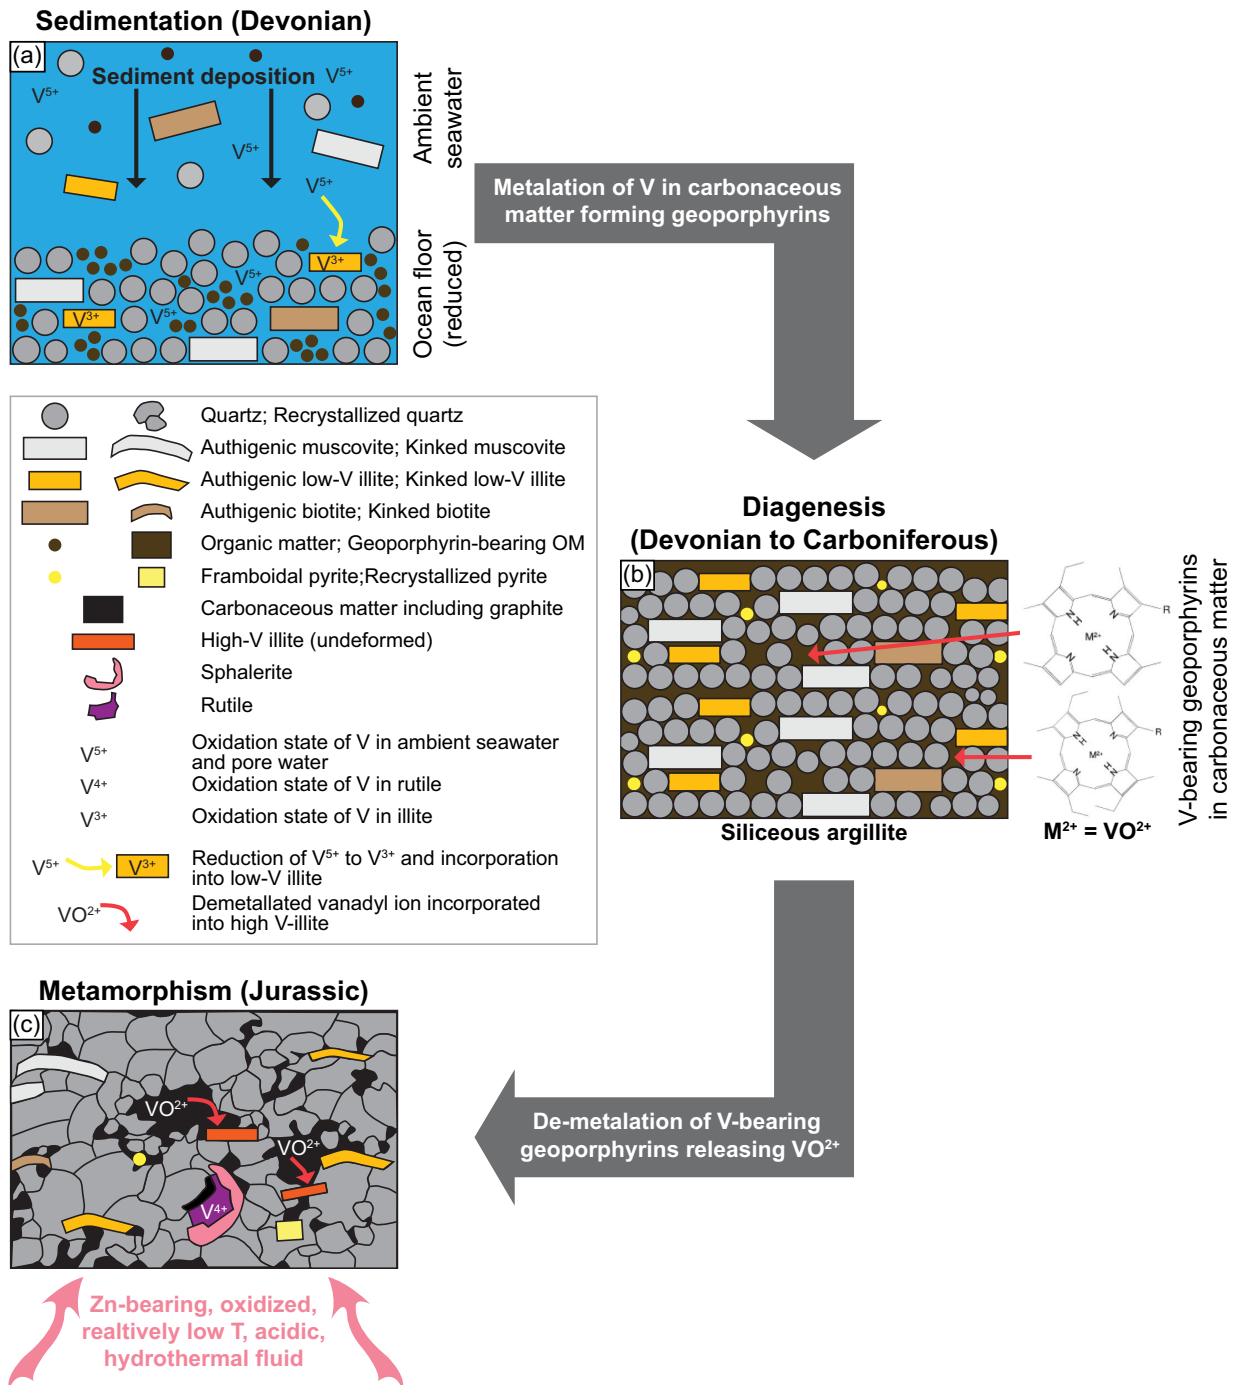 Sedimentation (Devonian)
(a)
Sediment deposition
V⁵⁺
V⁵⁺
V⁵⁺
V⁵⁺
V³⁺
V⁵⁺
V³⁺
V⁵⁺
Ambient
seawater
Ocean floor
(reduced)
Metalation of V in carbonaceous
matter forming geoporphyrins
Quartz; Recrystallized quartz
Authigenic muscovite; Kinked muscovite
Authigenic low-V illite; Kinked low-V illite
Authigenic biotite; Kinked biotite
Organic matter; Geoporphyrin-bearing OM
Framboidal pyrite;Recrystallized pyrite
Carbonaceous matter including graphite
High-V illite (undeformed)
Sphalerite
Rutile
V⁵⁺ Oxidation state of V in ambient seawater
and pore water
V⁴⁺ Oxidation state of V in rutile
V³⁺ Oxidation state of V in illite
V⁵⁺ V³⁺ Reduction of V⁵⁺ to V³⁺ and incorporation
into low-V illite
VO²⁺ Demetallated vanadyl ion incorporated
into high V-illite
Diagenesis
(Devonian to Carboniferous)
(b)
Siliceous argillite
NH
N
M²⁺
N
HN
R
NH
N
M²⁺
N
HN
R
M²⁺ = VO²⁺
V-bearing geoporphyrins
in carbonaceous matter
De-metalation of V-bearing
geoporphyrins releasing VO²⁺
Metamorphism (Jurassic)
(c)
VO²⁺
VO²⁺
V⁴⁺
Zn-bearing, oxidized,
realtively low T, acidic,
hydrothermal fluid